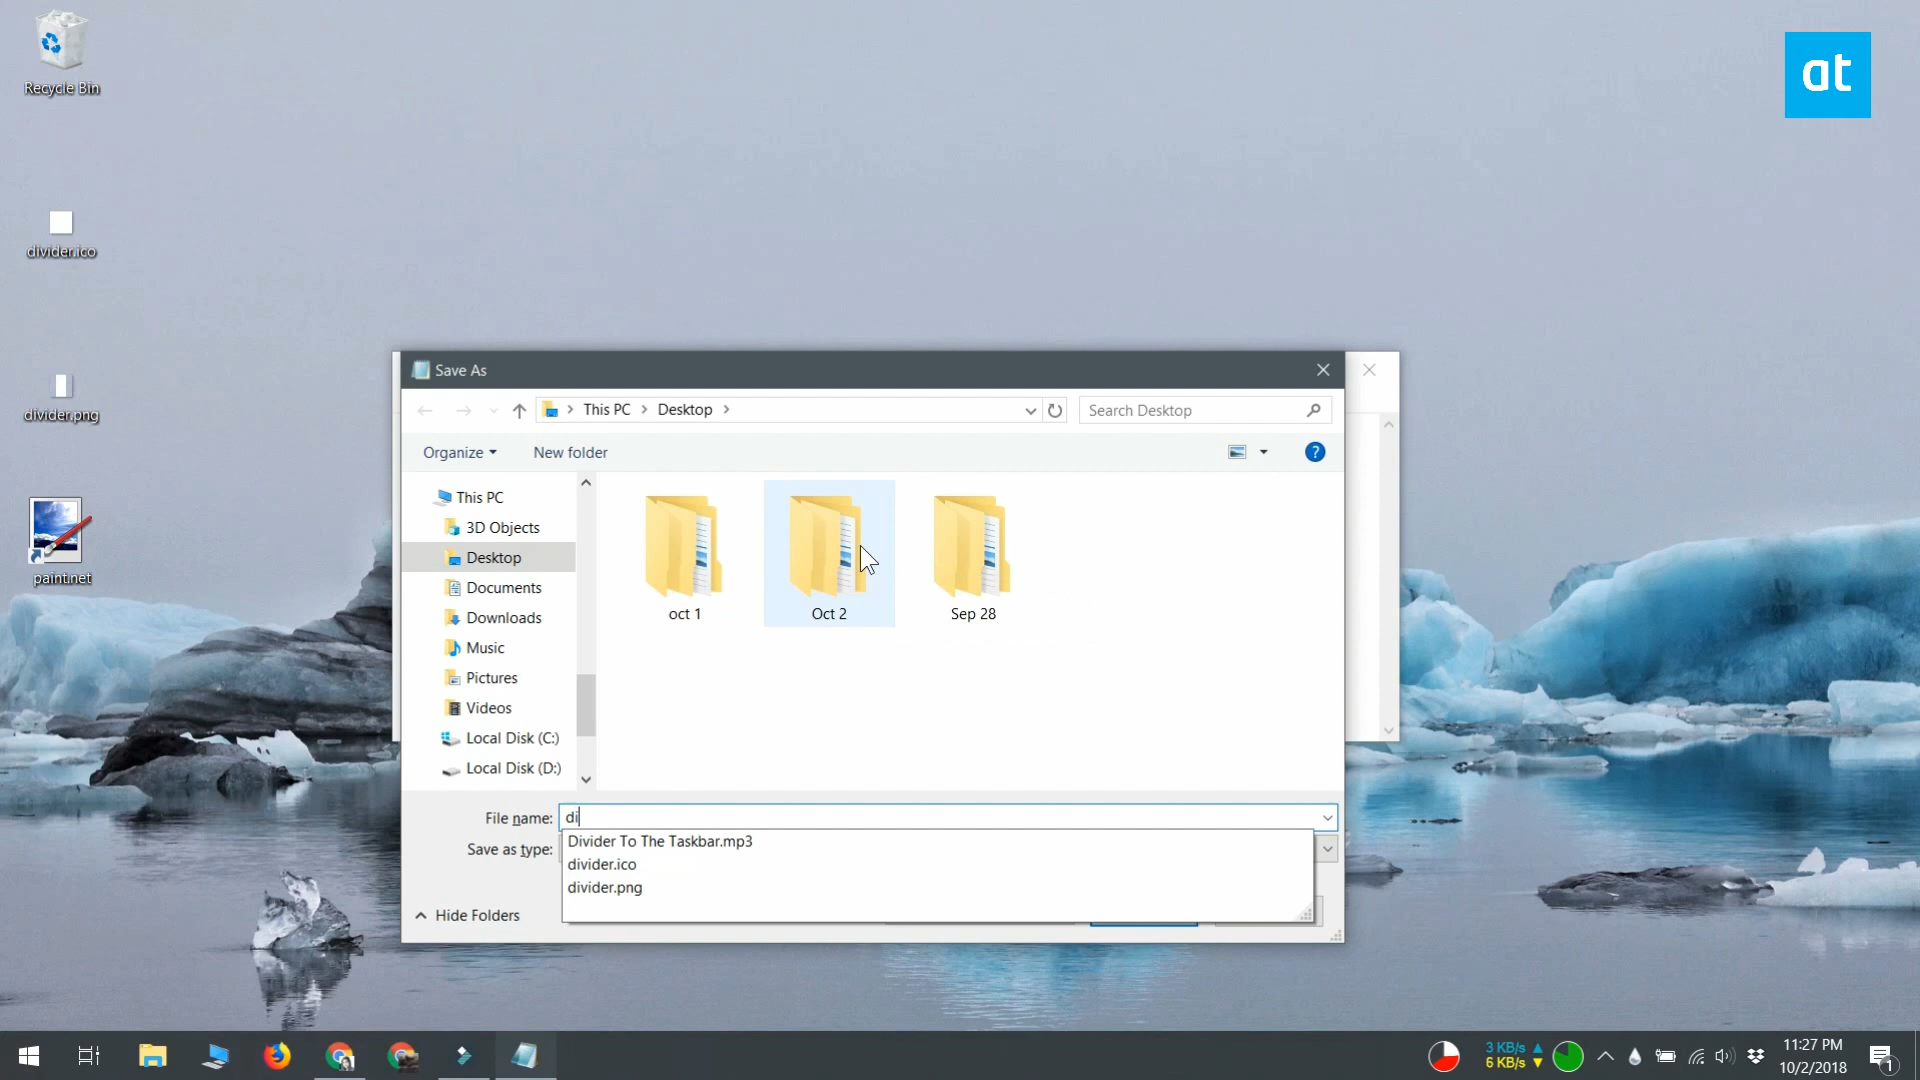 Recycle Bin
at
divider.ico
divider.png
paint.net
Save As
This PC
Desktop
Search Desktop
Organize
New folder
?
This PC
3D Objects
Desktop
Documents
Downloads
Music
Pictures
Videos
Local Disk (C:)
Local Disk (D:)
oct 1
Oct 2
Sep 28
File name: di
Save as type:
Divider To The Taskbar.mp3
divider.ico
divider.png
Hide Folders
3 KB/s
6 KB/s
11:27 PM
10/2/2018
1